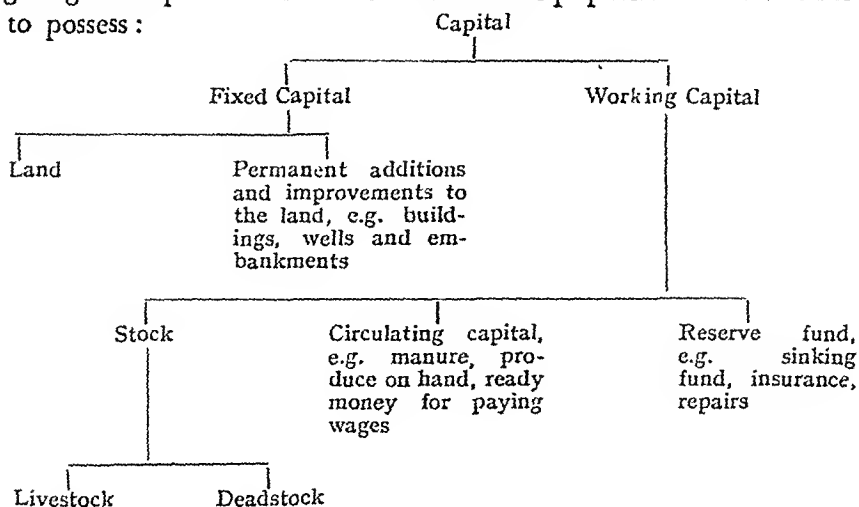 to possess :
Capital
Fixed Capital
Working Capital
Land
Permanent additions
and improvements to
the land, e.g. build-
ings, wells and em-
bankments
Stock
Circulating capital,
e.g. manure, pro-
duce on hand, ready
money for paying
wages
Reserve fund,
e.g. sinking
fund, insurance,
repairs
Livestock
Deadstock